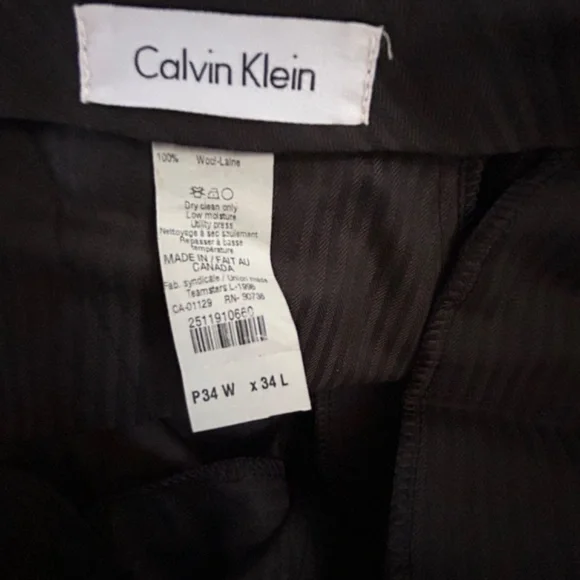 Calvin Klein
100% Wool-Laine
Dry clean only
Low moisture
Utility press
Nettoyage à sec seulement
Repasser à basse
température
MADE IN / FAIT AU
CANADA
Fab. syndicale / Union made
Teamsters L-1996
CA-01129 RN- 90736
2511910660
P34 W x 34 L